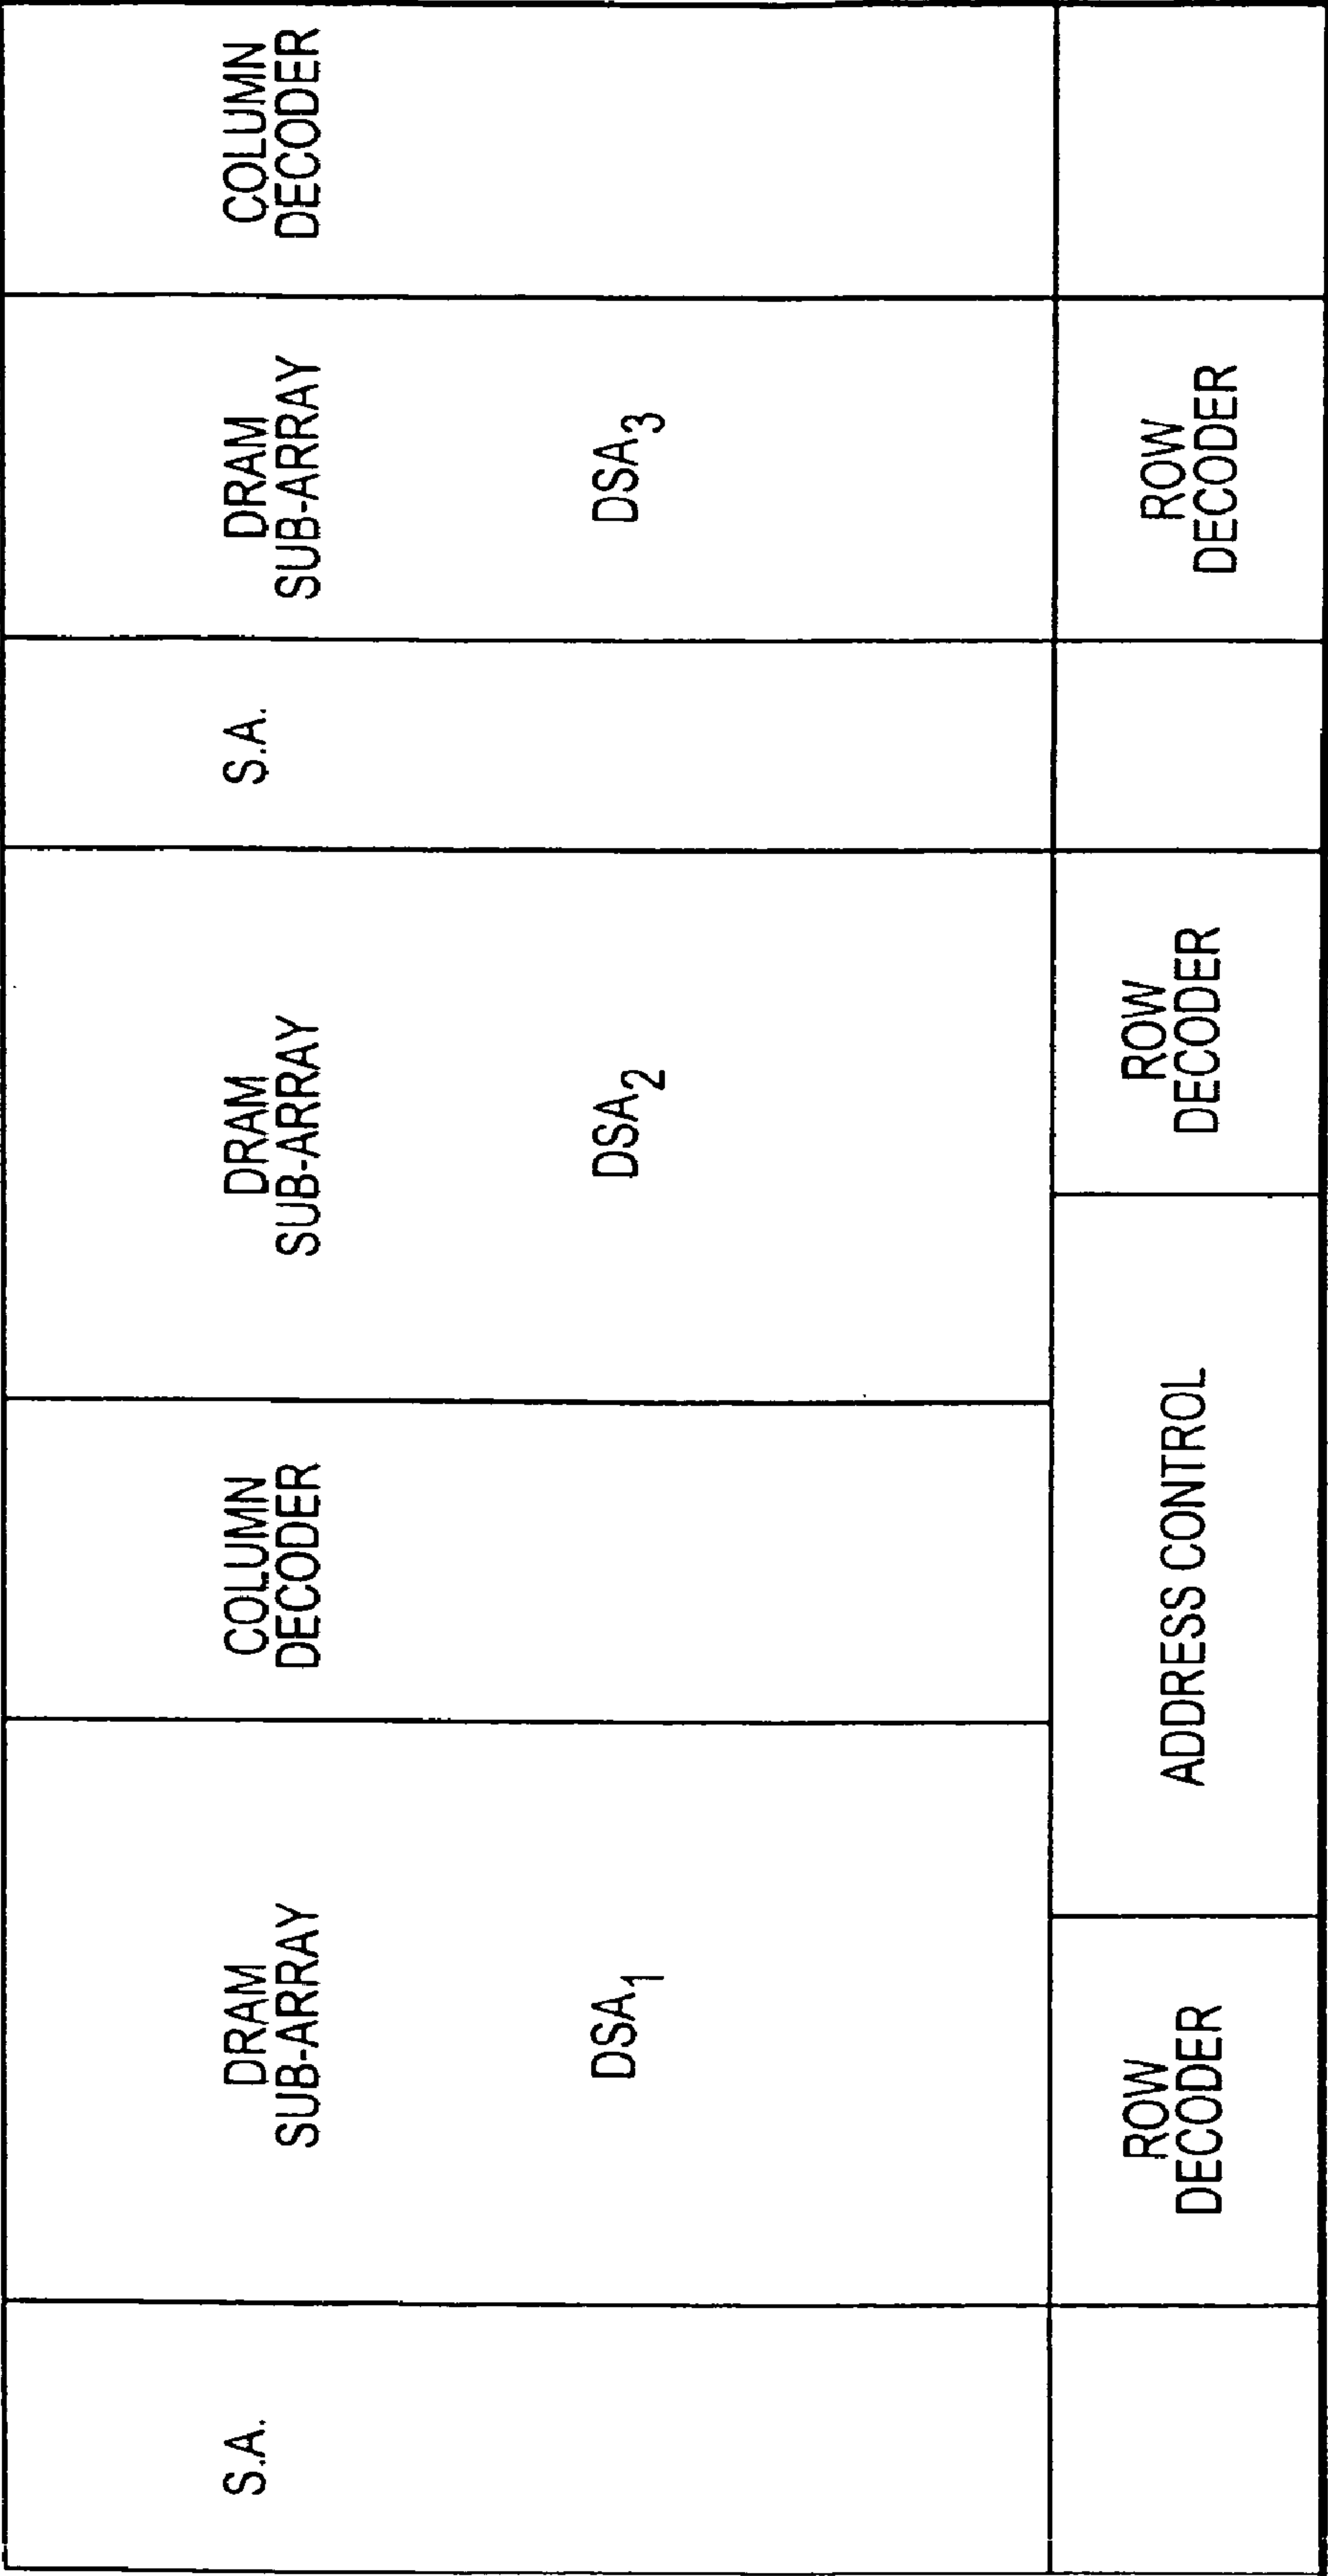 S.A.
DRAM
SUB-ARRAY
COLUMN
DECODER
DRAM
SUB-ARRAY
S.A.
DRAM
SUB-ARRAY
COLUMN
DECODER
DSA1
DSA2
DSA3
ROW
DECODER
ADDRESS CONTROL
ROW
DECODER
ROW
DECODER